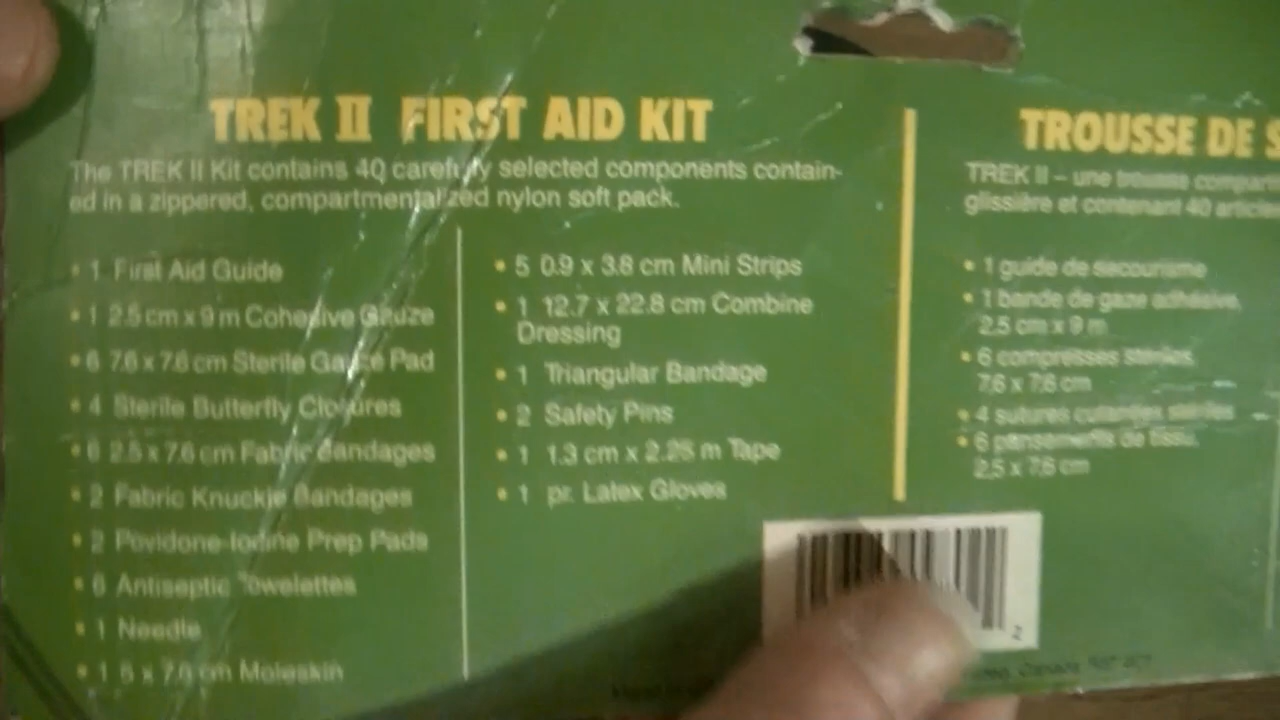 TREK II FIRST AID KIT
The TREK II Kit contains 40 carefully selected components contain-
ed in a zippered, compartmentalized nylon soft pack.
• 1 First Aid Guide
• 1 2.5 cm x 9 m Cohesive Gauze
• 6 7.6 x 7.6 cm Sterile Gauze Pad
• 4 Sterile Butterfly Closures
• 6 2.5 x 7.6 cm Fabric Bandages
• 2 Fabric Knuckle Bandages
• 2 Povidone-Iodine Prep Pads
• 6 Antiseptic Towelettes
• 1 Needle
• 1 5 x 7.6 cm Moleskin
• 5 0.9 x 3.8 cm Mini Strips
• 1 12.7 x 22.8 cm Combine
Dressing
• 1 Triangular Bandage
• 2 Safety Pins
• 1 1.3 cm x 2.25 m Tape
• 1 pr. Latex Gloves
TROUSSE DE S
TREK II – une trousse
glissière et contenant 40
• 1 guide de secourisme
• 1 bande de gaze adhésive,
2.5 cm x 9 m
• 6 compresses stériles,
7.6 x 7.6 cm
• 4 sutures cutanées stériles
• 6 pansements de tissu,
2.5 x 7.6 cm
2